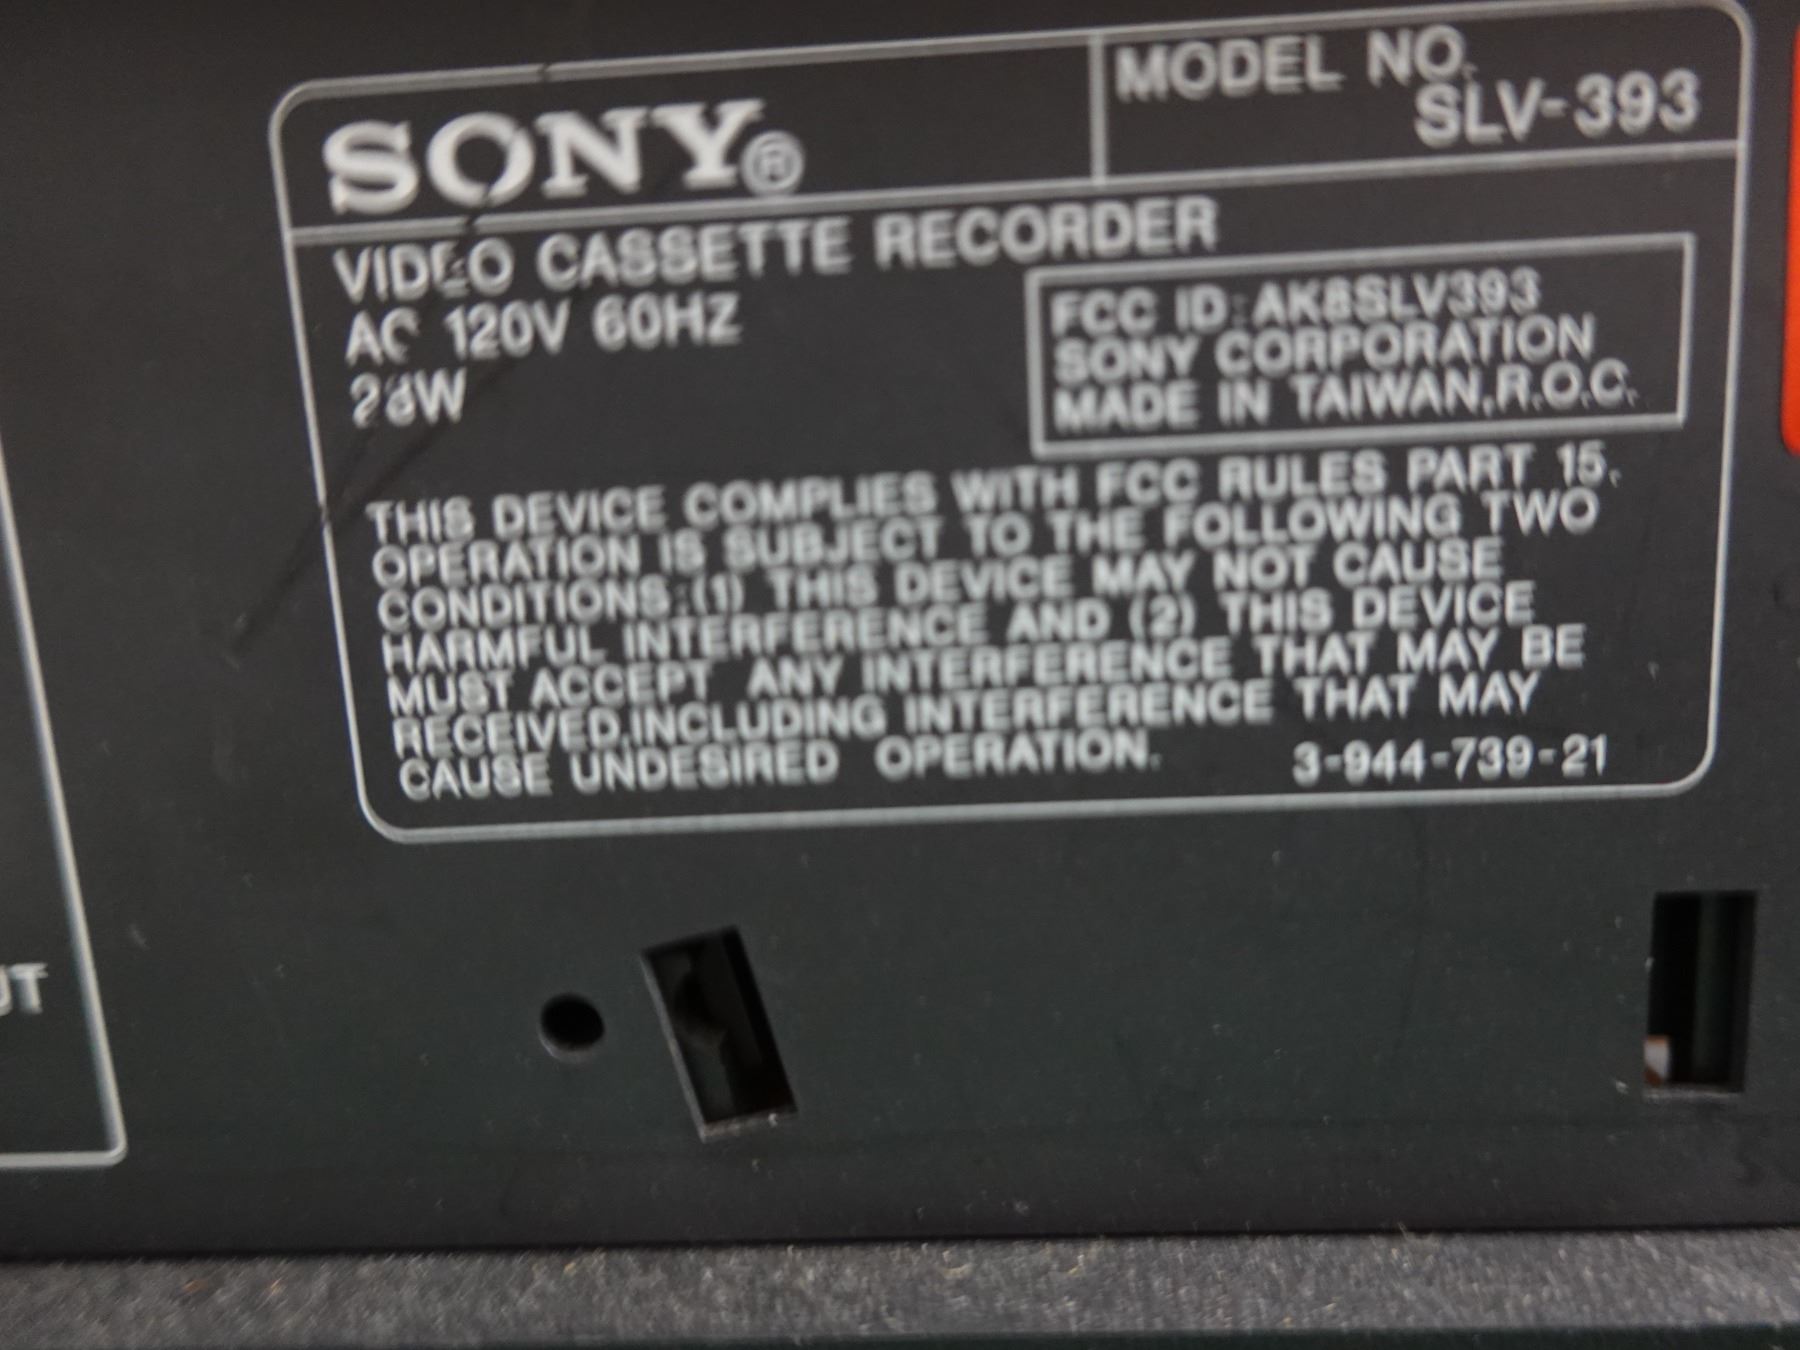 SONY®
MODEL NO.
SLV-393
VIDEO CASSETTE RECORDER
AC 120V 60HZ
FCC ID: AK8SLV393
SONY CORPORATION
MADE IN TAIWAN,R.O.C.
THIS DEVICE COMPLIES WITH FCC RULES PART 15.
OPERATION IS SUBJECT TO THE FOLLOWING TWO
CONDITIONS:(1) THIS DEVICE MAY NOT CAUSE
HARMFUL INTERFERENCE AND (2) THIS DEVICE
MUST ACCEPT ANY INTERFERENCE THAT MAY BE
RECEIVED,INCLUDING INTERFERENCE THAT MAY
CAUSE UNDESIRED OPERATION.
3-944-739-21